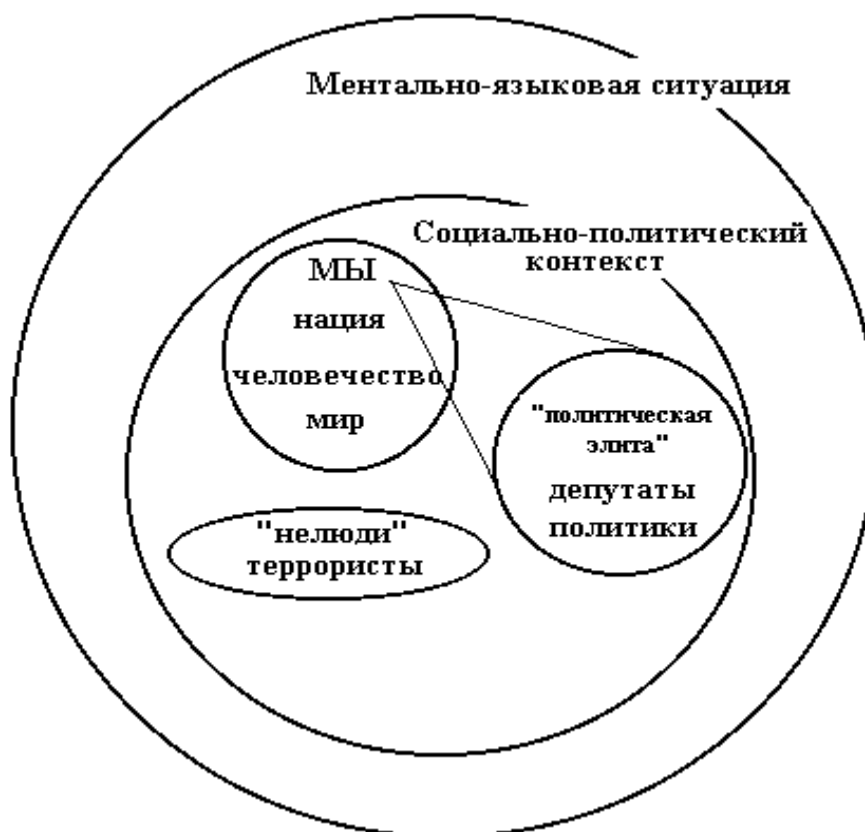 Ментально-языковая ситуация
Социально-политический
контекст
МЫ
нация
человечество
мир
"политическая
элита"
депутаты
политики
"нелюди"
террористы